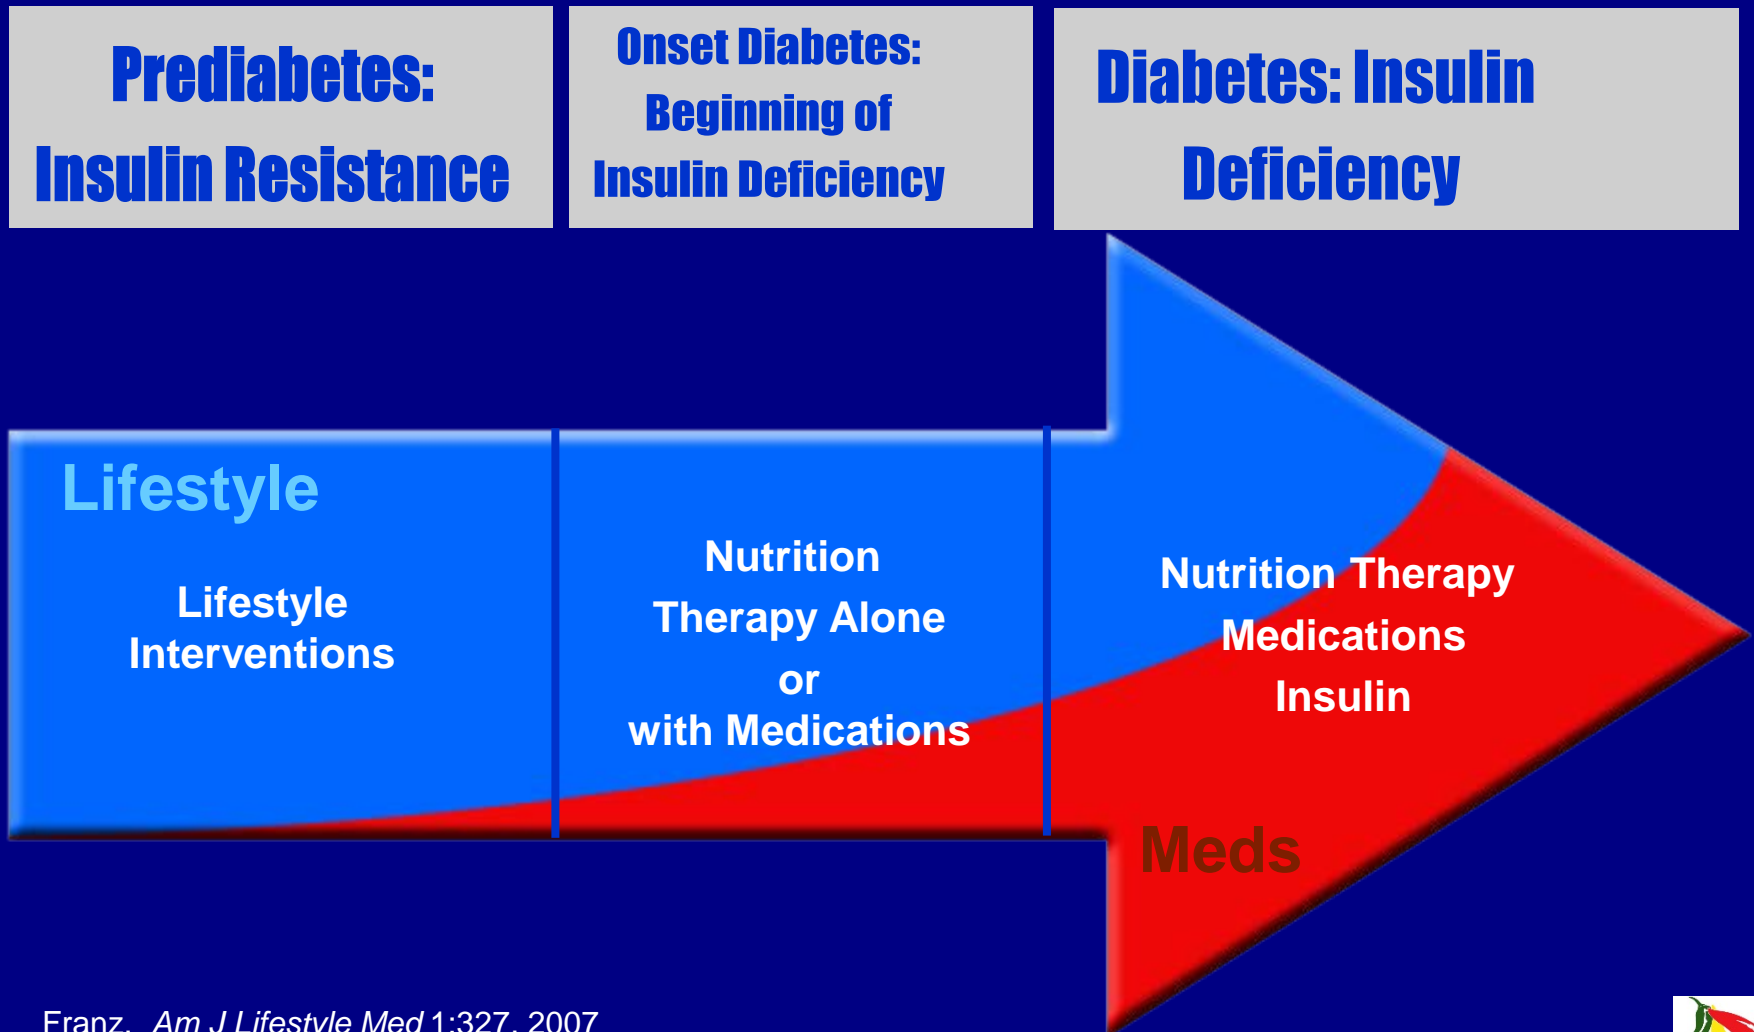 Prediabetes:
Insulin Resistance
Onset Diabetes:
Beginning of
Insulin Deficiency
Diabetes: Insulin
Deficiency
Lifestyle
Lifestyle
Interventions
Nutrition
Therapy Alone
or
with Medications
Nutrition Therapy
Medications
Insulin
Meds
Franz. Am J Lifestyle Med 1:327, 2007